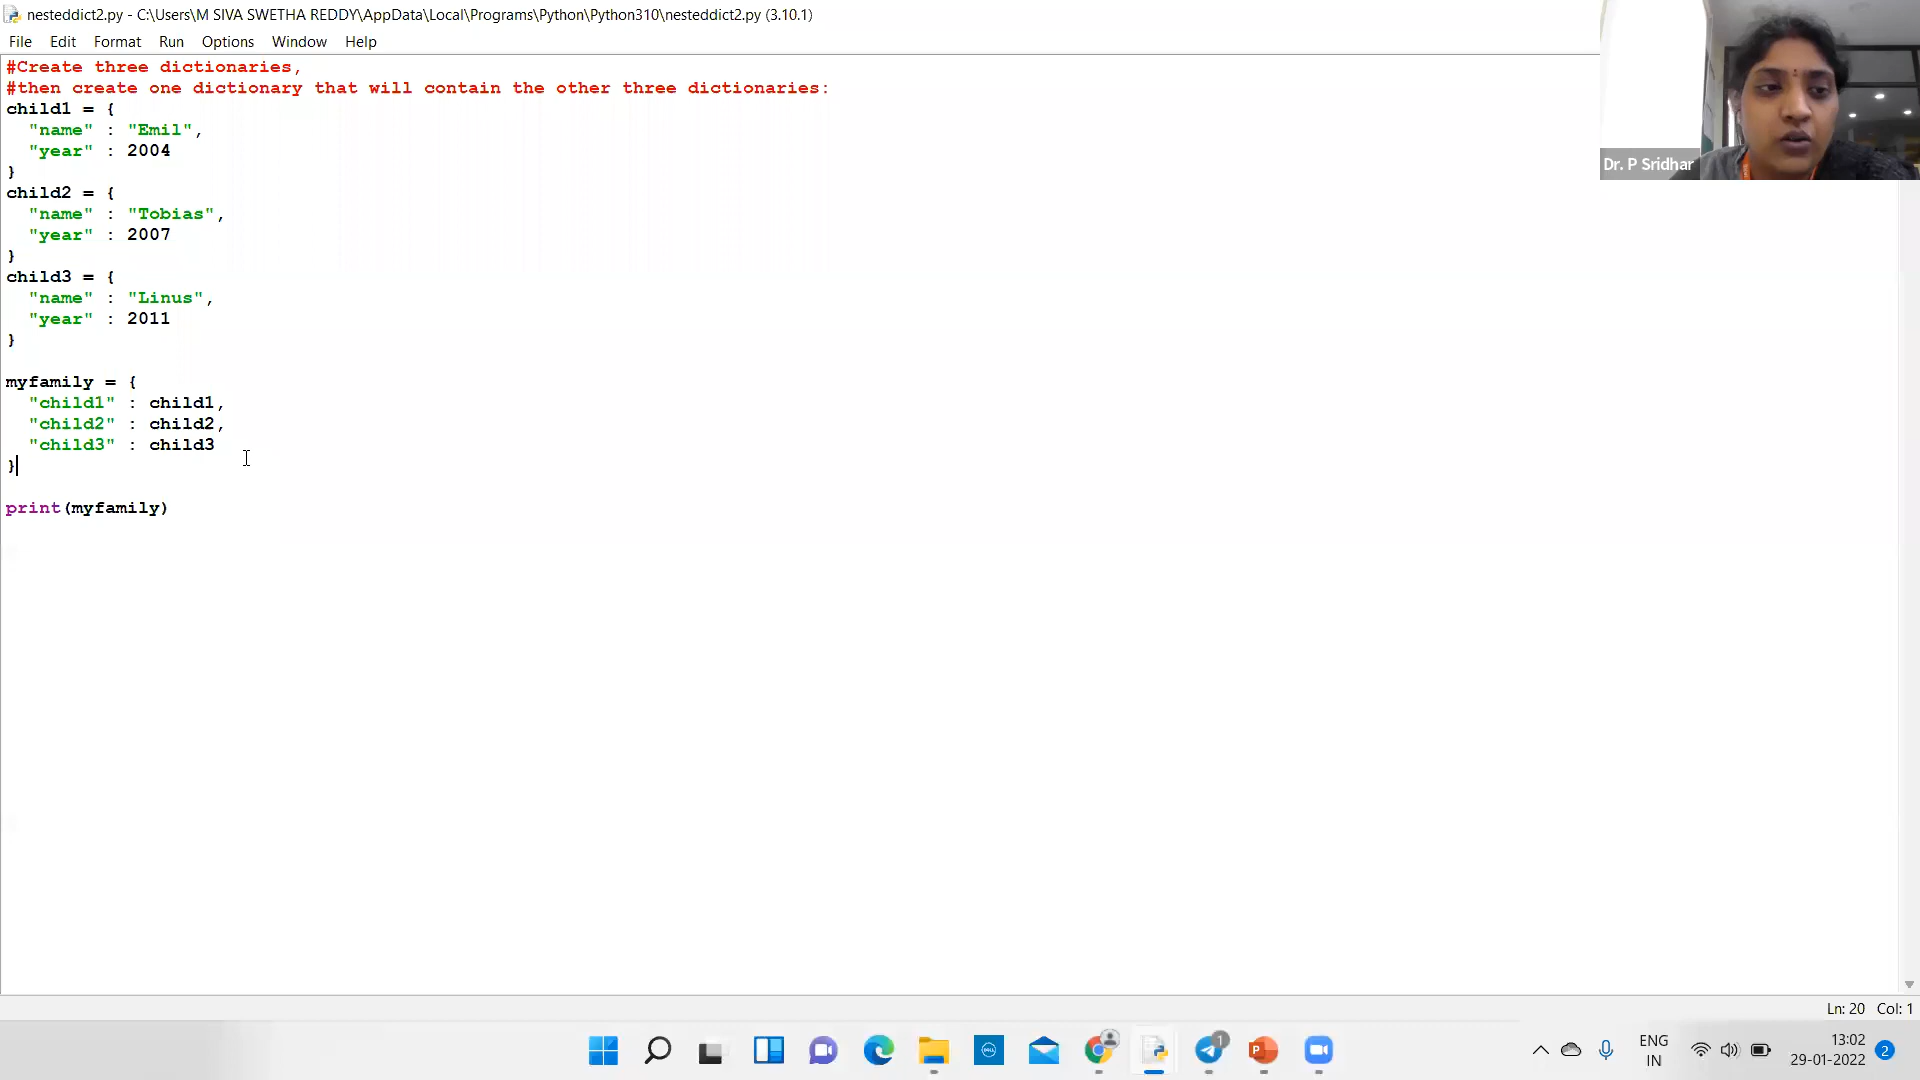 nesteddict2.py - C:\Users\M SIVA SWETHA REDDY\AppData\Local\Programs\Python\Python310\nesteddict2.py (3.10.1)
File Edit Format Run Options Window Help
#Create three dictionaries,
#then create one dictionary that will contain the other three dictionaries:
child1 = {
  "name" : "Emil",
  "year" : 2004
}
child2 = {
  "name" : "Tobias",
  "year" : 2007
}
child3 = {
  "name" : "Linus",
  "year" : 2011
}
myfamily = {
  "child1" : child1,
  "child2" : child2,
  "child3" : child3
}
print(myfamily)
Dr. P Sridhar
Ln: 20 Col: 1
DELL
1
ENG
IN
13:02
29-01-2022
2